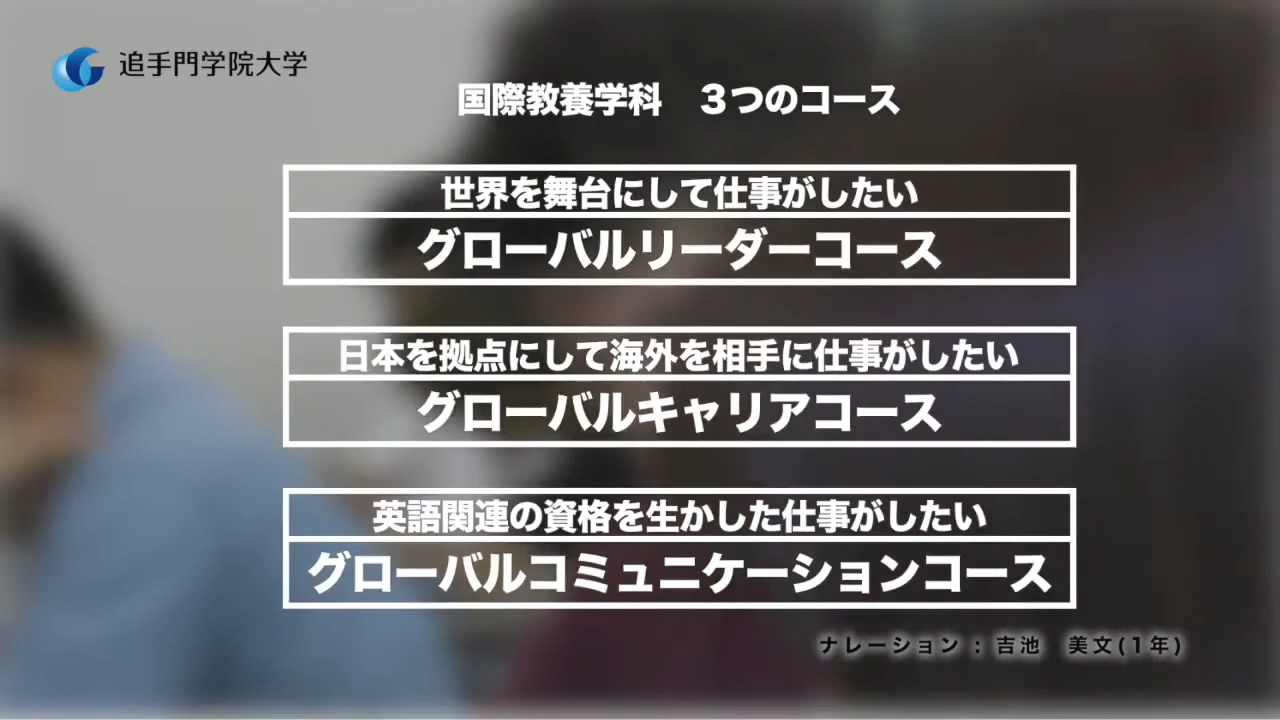 追手門学院大学
国際教養学科　３つのコース
世界を舞台にして仕事がしたい
グローバルリーダーコース
日本を拠点にして海外を相手に仕事がしたい
グローバルキャリアコース
英語関連の資格を生かした仕事がしたい
グローバルコミュニケーションコース
ナレーション：吉池　美文(1年)